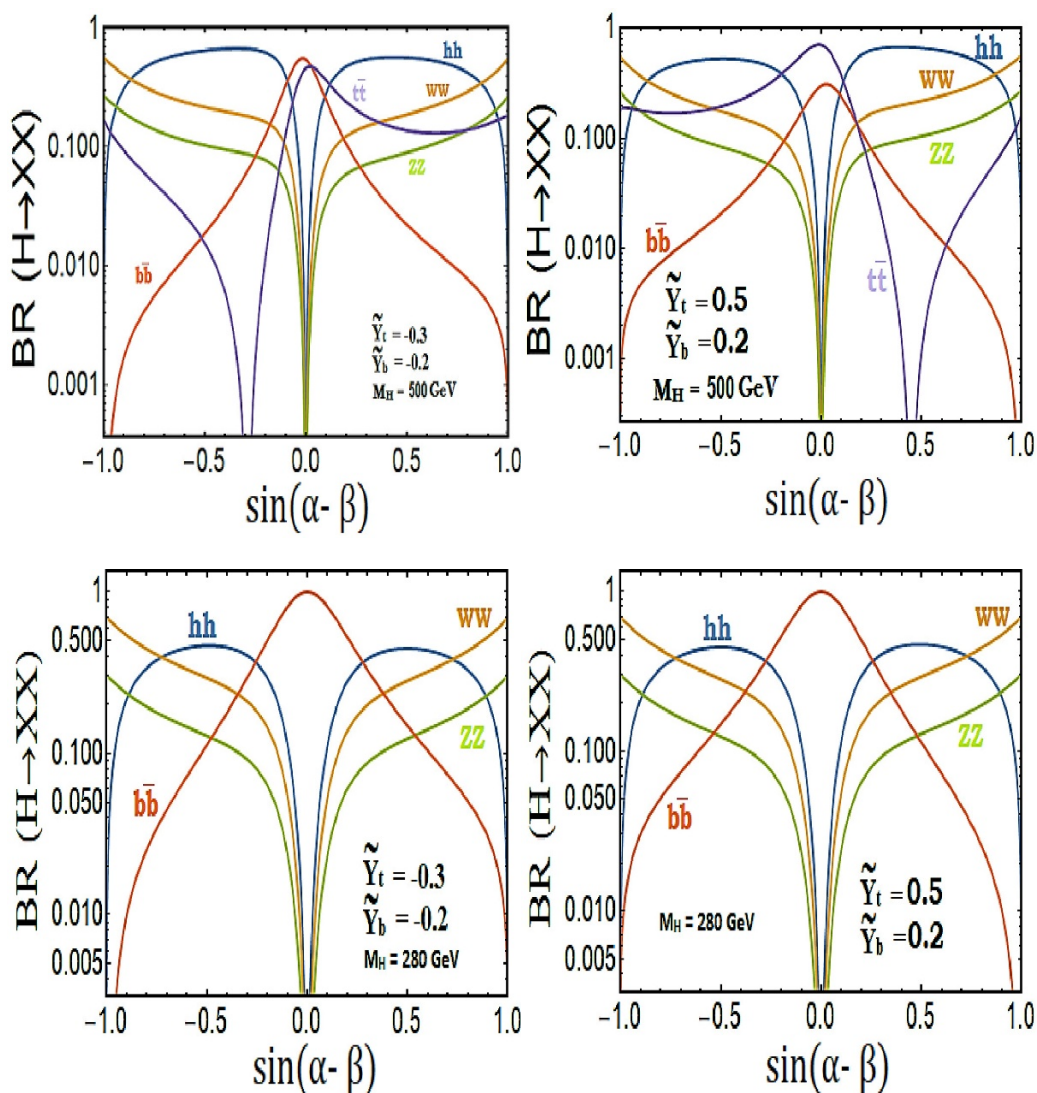 1
0.100
0.010
0.001
BR (H→XX)
hh
tt̄
WW
ZZ
bb̄
Ỹt = -0.3
Ỹb = -0.2
MH = 500 GeV
−1.0 −0.5 0.0 0.5 1.0
sin(α- β)
1
0.100
0.010
0.001
BR (H→XX)
hh
WW
ZZ
bb̄
tt̄
Ỹt = 0.5
Ỹb = 0.2
MH = 500 GeV
−1.0 −0.5 0.0 0.5 1.0
sin(α- β)
1
0.500
0.100
0.050
0.010
0.005
BR (H→XX)
hh
WW
ZZ
bb̄
Ỹt = -0.3
Ỹb = -0.2
MH = 280 GeV
−1.0 −0.5 0.0 0.5 1.0
sin(α- β)
1
0.500
0.100
0.050
0.010
0.005
BR (H→XX)
hh
WW
ZZ
bb̄
MH = 280 GeV
Ỹt = 0.5
Ỹb = 0.2
−1.0 −0.5 0.0 0.5 1.0
sin(α- β)